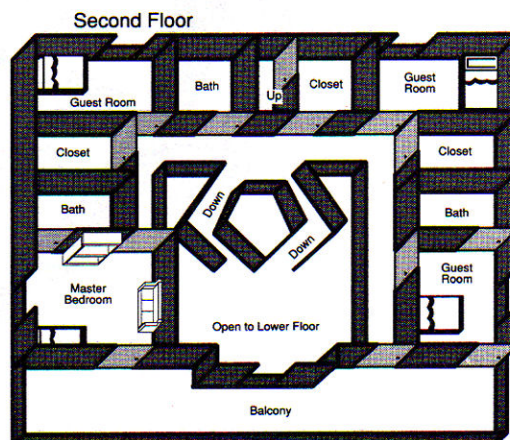 Second Floor
Guest Room
Bath
Up
Closet
Guest
Room
Closet
Closet
Bath
Bath
Down
Down
Master
Bedroom
Guest
Room
Open to Lower Floor
Balcony